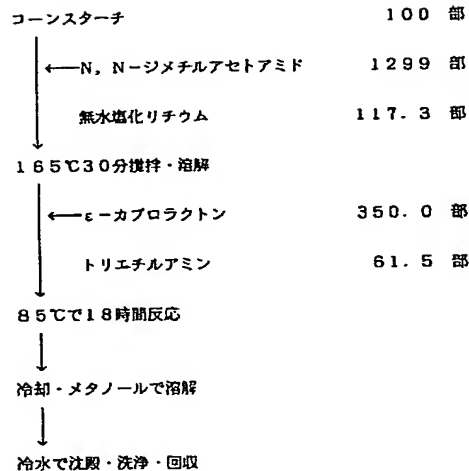 コーンスターチ 100 部
←N，N－ジメチルアセトアミド 1299 部
無水塩化リチウム 117．3 部
165℃30分攪拌・溶解
←ε－カプロラクトン 350．0 部
トリエチルアミン 61．5 部
85℃で18時間反応
冷却・メタノールで溶解
冷水で沈殿・洗浄・回収